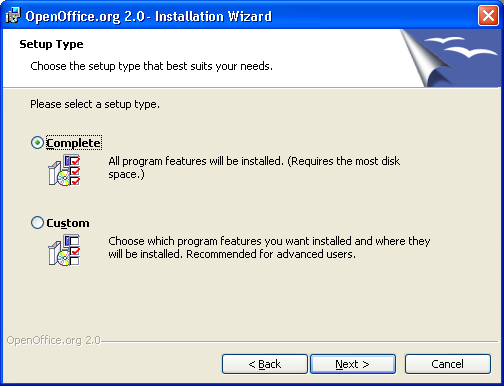 OpenOffice.org 2.0 - Installation Wizard
Setup Type
Choose the setup type that best suits your needs.
Please select a setup type.
Complete
All program features will be installed. (Requires the most disk
space.)
Custom
Choose which program features you want installed and where they
will be installed. Recommended for advanced users.
OpenOffice.org 2.0
< Back
Next >
Cancel